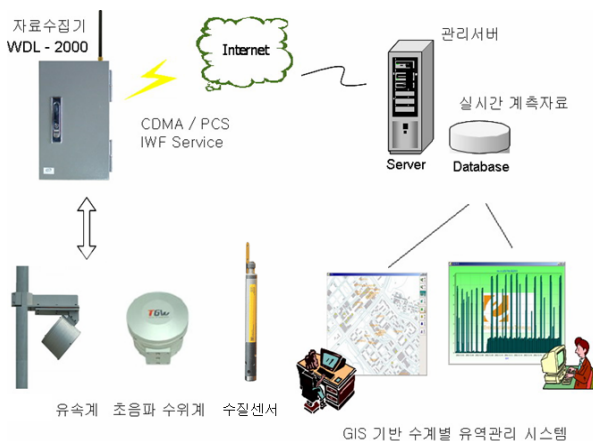 자료수집기
WDL - 2000
Internet
CDMA / PCS
IWF Service
관리서버
실시간 계측자료
Server
Database
유속계
초음파 수위계
수질센서
GIS 기반 수계별 유역관리 시스템